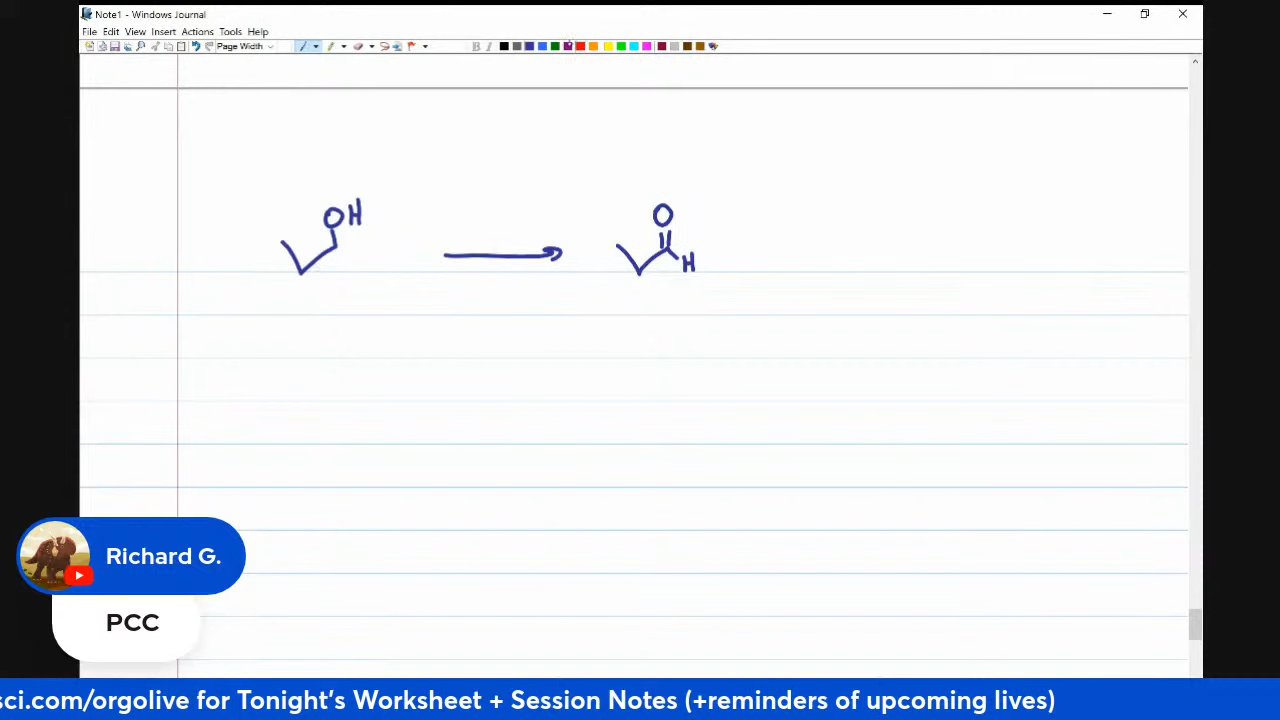 Note1 - Windows Journal
File Edit View Insert Actions Tools Help
Page Width
OH
O
H
Richard G.
PCC
sci.com/orgolive for Tonight's Worksheet + Session Notes (+reminders of upcoming lives)